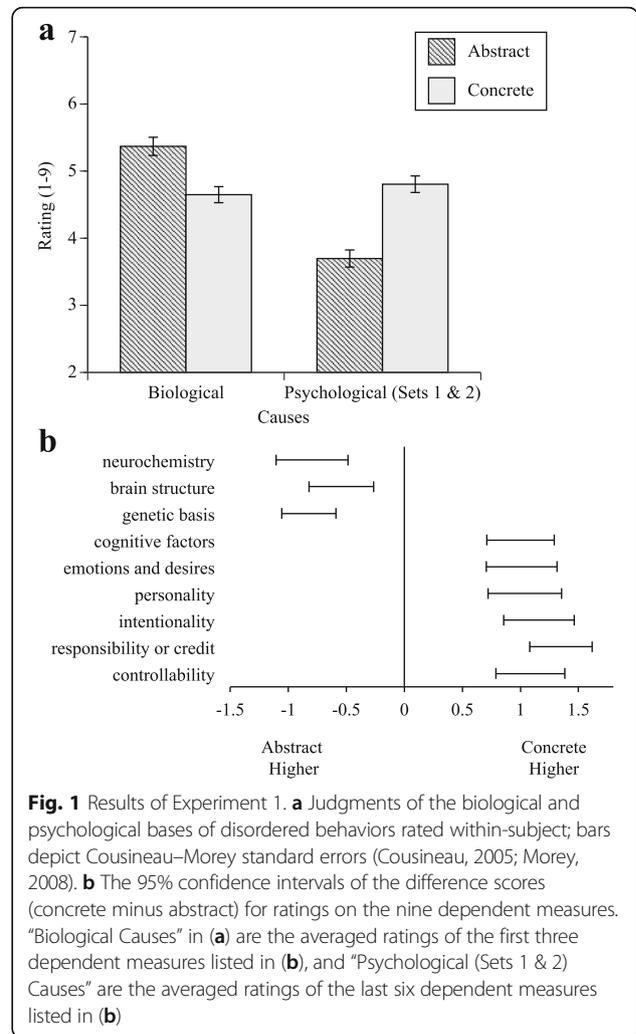 a
7
6
5
4
3
2
Rating (1-9)
Abstract
Concrete
Biological
Psychological (Sets 1 & 2)
Causes
b
neurochemistry
brain structure
genetic basis
cognitive factors
emotions and desires
personality
intentionality
responsibility or credit
controllability
-1.5 -1 -0.5 0 0.5 1 1.5
Abstract
Higher
Concrete
Higher
Fig. 1 Results of Experiment 1. a Judgments of the biological and
psychological bases of disordered behaviors rated within-subject; bars
depict Cousineau–Morey standard errors (Cousineau, 2005; Morey,
2008). b The 95% confidence intervals of the difference scores
(concrete minus abstract) for ratings on the nine dependent measures.
“Biological Causes” in (a) are the averaged ratings of the first three
dependent measures listed in (b), and “Psychological (Sets 1 & 2)
Causes” are the averaged ratings of the last six dependent measures
listed in (b)